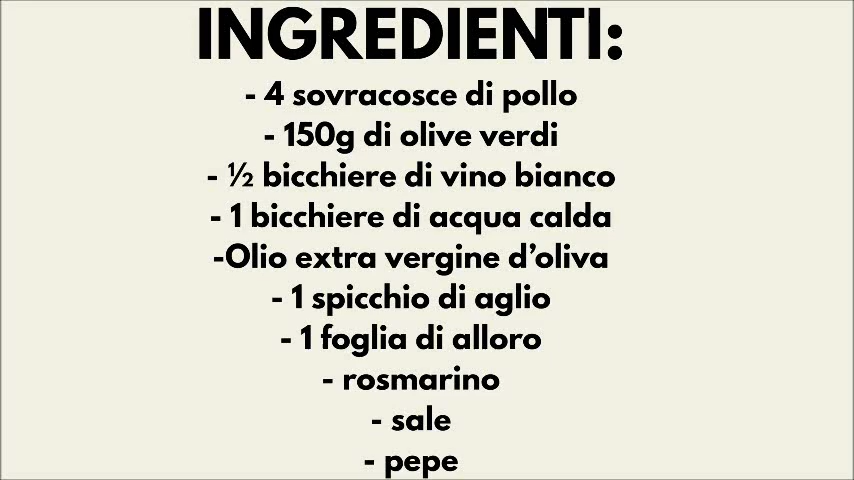 INGREDIENTI:
- 4 sovracosce di pollo
- 150g di olive verdi
- ½ bicchiere di vino bianco
- 1 bicchiere di acqua calda
-Olio extra vergine d’oliva
- 1 spicchio di aglio
- 1 foglia di alloro
- rosmarino
- sale
- pepe